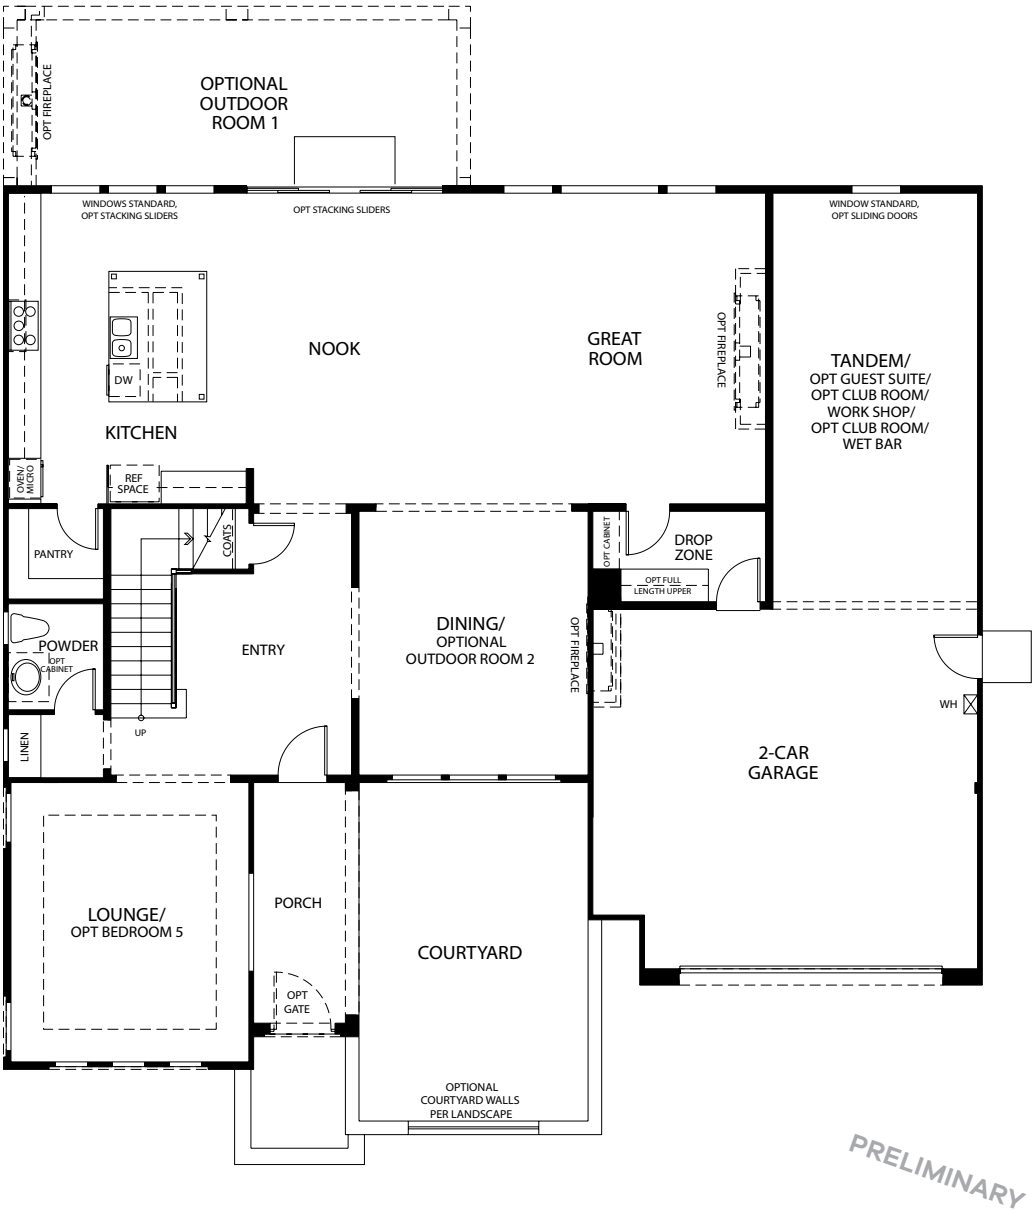 OPT FIREPLACE
OPTIONAL
OUTDOOR
ROOM 1
WINDOWS STANDARD,
OPT STACKING SLIDERS
OPT STACKING SLIDERS
WINDOW STANDARD,
OPT SLIDING DOORS
DW
NOOK
GREAT
ROOM
OPT FIREPLACE
TANDEM/
OPT GUEST SUITE/
OPT CLUB ROOM/
WORK SHOP/
OPT CLUB ROOM/
WET BAR
KITCHEN
OVEN/
MICRO
REF
SPACE
PANTRY
COATS
OPT CABINET
DROP
ZONE
OPT FULL
LENGTH UPPER
POWDER
OPT
CABINET
ENTRY
DINING/
OPTIONAL
OUTDOOR ROOM 2
OPT FIREPLACE
WH
LINEN
UP
2-CAR
GARAGE
LOUNGE/
OPT BEDROOM 5
PORCH
COURTYARD
OPT
GATE
OPTIONAL
COURTYARD WALLS
PER LANDSCAPE
PRELIMINARY